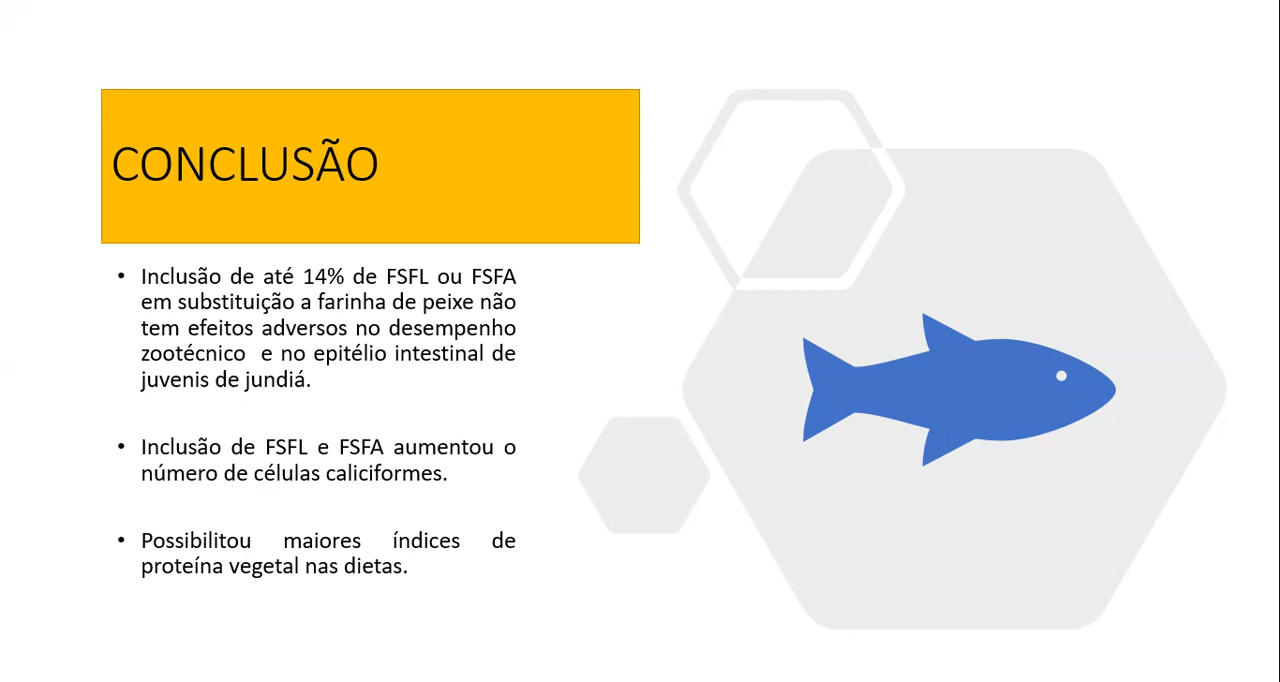 CONCLUSÃO
• Inclusão de até 14% de FSFL ou FSFA
em substituição a farinha de peixe não
tem efeitos adversos no desempenho
zootécnico e no epitélio intestinal de
juvenis de jundiá.
• Inclusão de FSFL e FSFA aumentou o
número de células caliciformes.
• Possibilitou maiores índices de
proteína vegetal nas dietas.